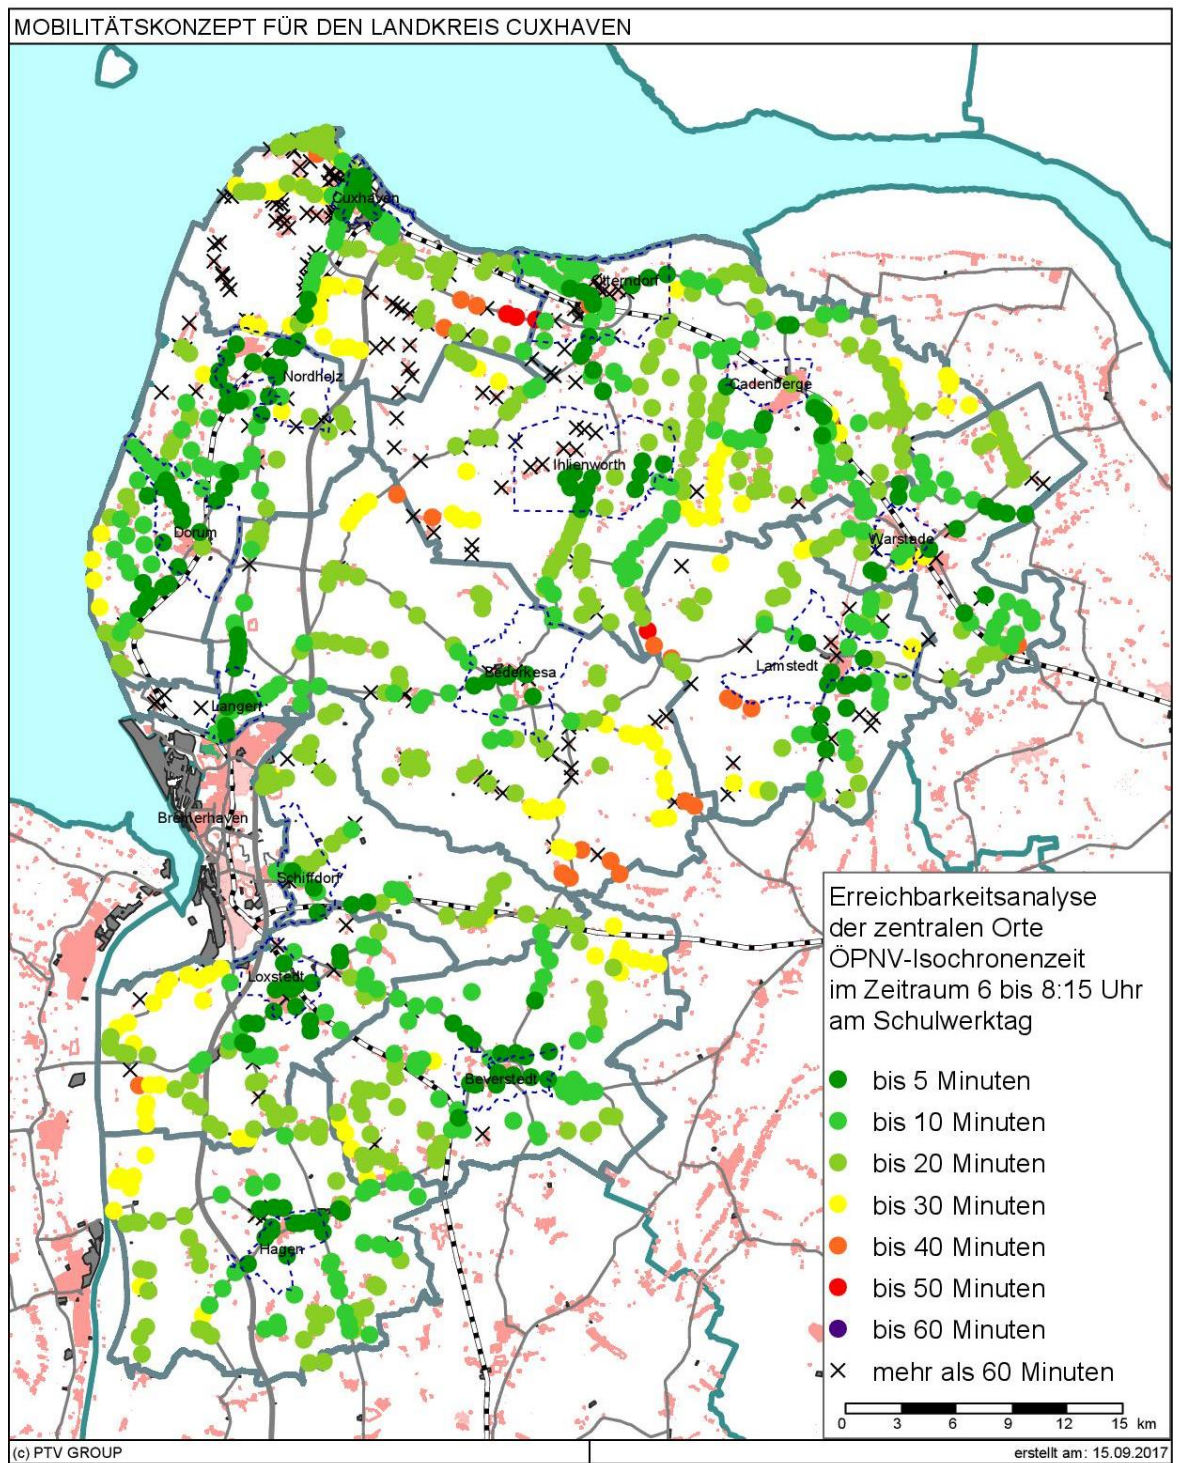 MOBILITÄTSKONZEPT FÜR DEN LANDKREIS CUXHAVEN
Cuxhaven
Otterndorf
Nordholz
Cadenberge
Ihlienworth
Dorum
Warstade
Lamstedt
Bederkesa
Langen
Bremerhaven
Schiffdorf
Loxstedt
Beverstedt
Hagen
Erreichbarkeitsanalyse
der zentralen Orte
ÖPNV-Isochronenzeit
im Zeitraum 6 bis 8:15 Uhr
am Schulwerktag
bis 5 Minuten
bis 10 Minuten
bis 20 Minuten
bis 30 Minuten
bis 40 Minuten
bis 50 Minuten
bis 60 Minuten
mehr als 60 Minuten
0 3 6 9 12 15 km
(c) PTV GROUP
erstellt am: 15.09.2017